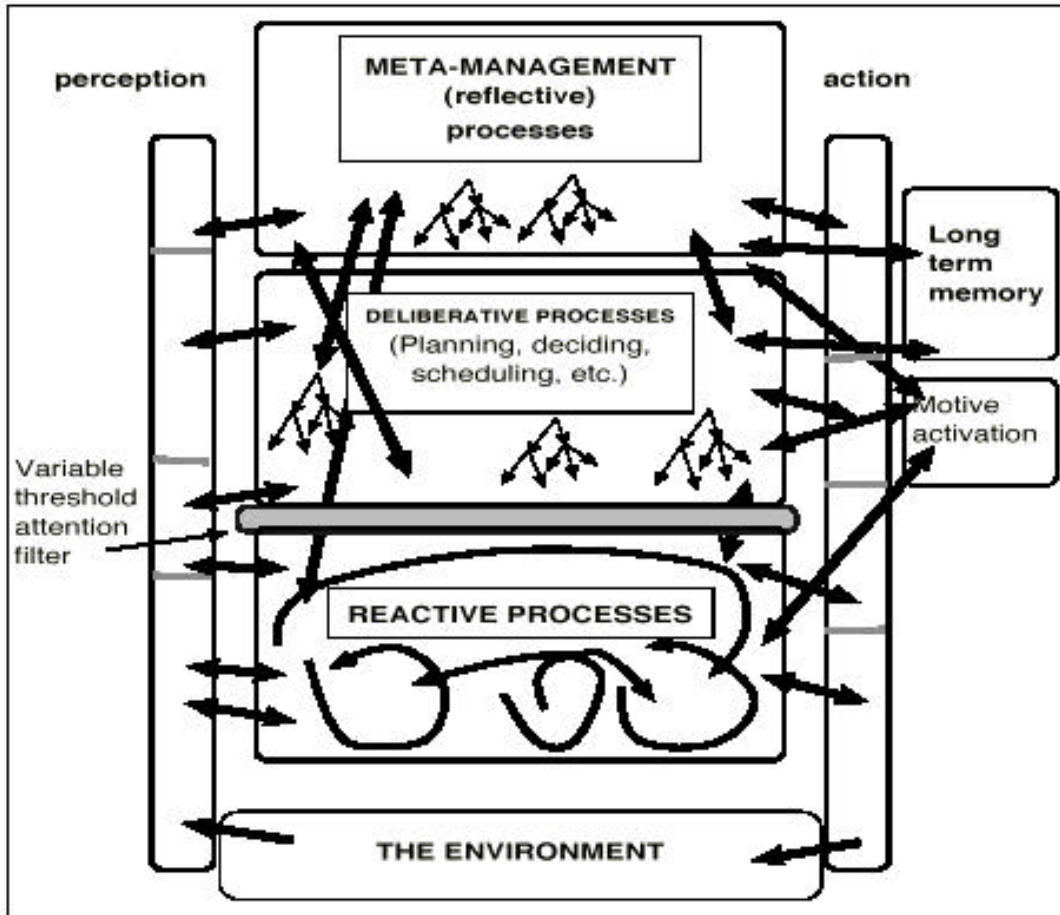 META-MANAGEMENT
(reflective)
processes
perception
action
Long
term
memory
DELIBERATIVE PROCESSES
(Planning, deciding,
scheduling, etc.)
Motive
activation
Variable
threshold
attention
filter
REACTIVE PROCESSES
THE ENVIRONMENT